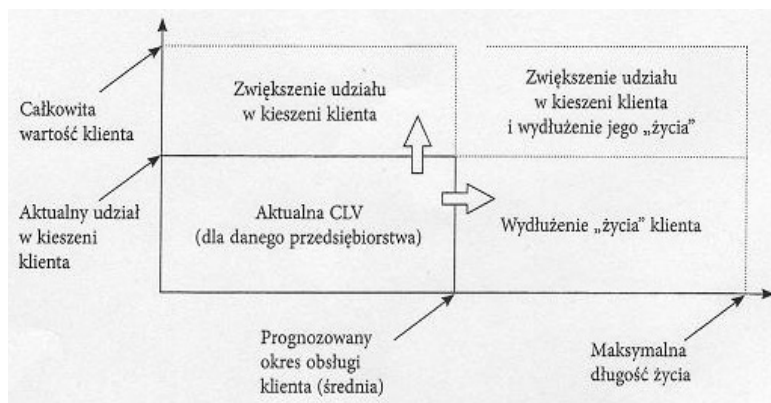 Całkowita
wartość klienta
Zwiększenie udziału
w kieszeni klienta
Zwiększenie udziału
w kieszeni klienta
i wydłużenie jego „życia”
Aktualny udział
w kieszeni
klienta
Aktualna CLV
(dla danego przedsiębiorstwa)
Wydłużenie „życia” klienta
Prognozowany
okres obsługi
klienta (średnia)
Maksymalna
długość życia